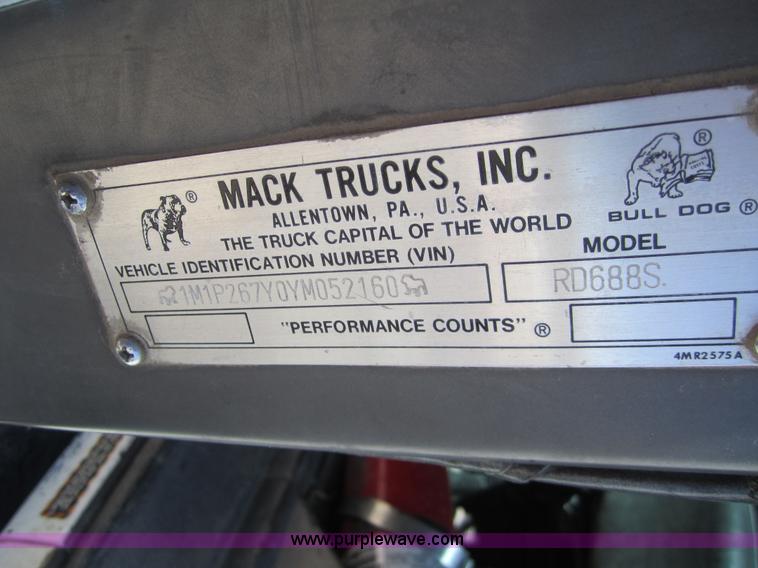 MACK TRUCKS, INC.
ALLENTOWN, PA., U.S.A.
THE TRUCK CAPITAL OF THE WORLD
BULL DOG ®
®
®
VEHICLE IDENTIFICATION NUMBER (VIN)
MODEL
1M1P267Y0YM052160
RD688S.
"PERFORMANCE COUNTS" ®
4MR2575A
www.purplewave.com